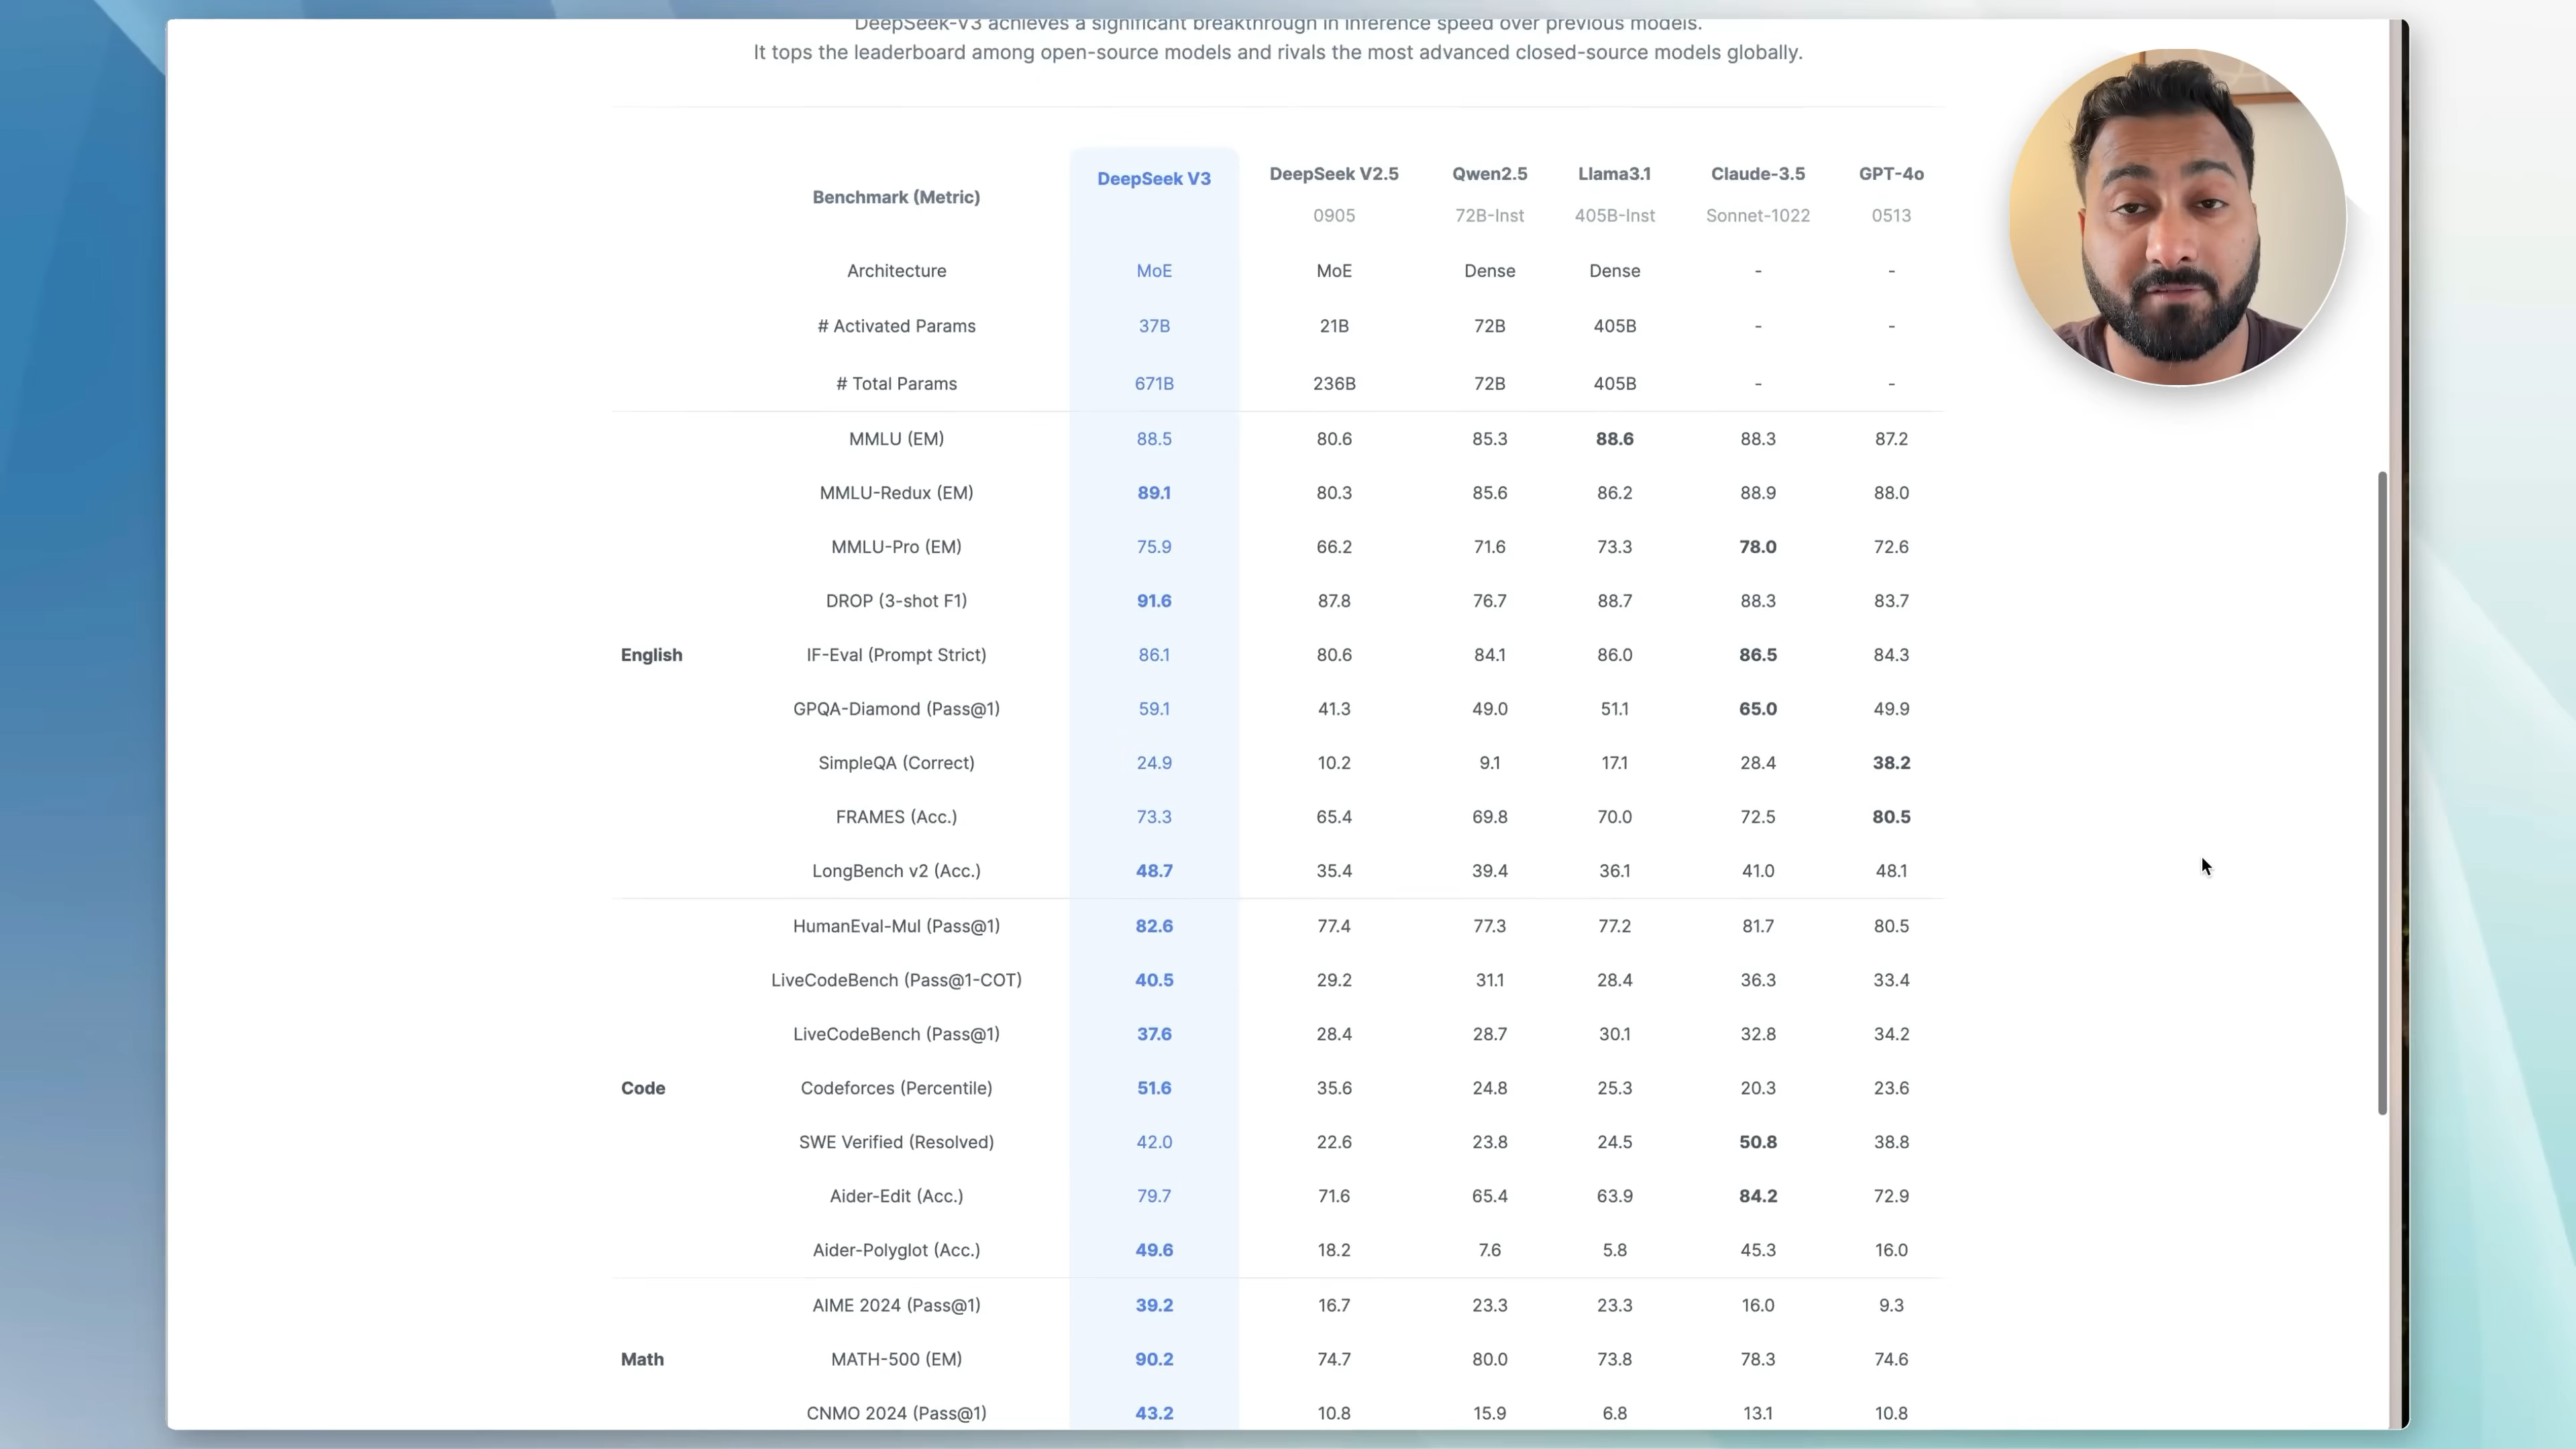 DeepSeek-V3 achieves a significant breakthrough in inference speed over previous models.
It tops the leaderboard among open-source models and rivals the most advanced closed-source models globally.
Benchmark (Metric) DeepSeek V3 DeepSeek V2.5 Qwen2.5 Llama3.1 Claude-3.5 GPT-4o
0905 72B-Inst 405B-Inst Sonnet-1022 0513
Architecture MoE MoE Dense Dense - -
# Activated Params 37B 21B 72B 405B - -
# Total Params 671B 236B 72B 405B - -
MMLU (EM) 88.5 80.6 85.3 88.6 88.3 87.2
MMLU-Redux (EM) 89.1 80.3 85.6 86.2 88.9 88.0
MMLU-Pro (EM) 75.9 66.2 71.6 73.3 78.0 72.6
DROP (3-shot F1) 91.6 87.8 76.7 88.7 88.3 83.7
English IF-Eval (Prompt Strict) 86.1 80.6 84.1 86.0 86.5 84.3
GPQA-Diamond (Pass@1) 59.1 41.3 49.0 51.1 65.0 49.9
SimpleQA (Correct) 24.9 10.2 9.1 17.1 28.4 38.2
FRAMES (Acc.) 73.3 65.4 69.8 70.0 72.5 80.5
LongBench v2 (Acc.) 48.7 35.4 39.4 36.1 41.0 48.1
HumanEval-Mul (Pass@1) 82.6 77.4 77.3 77.2 81.7 80.5
LiveCodeBench (Pass@1-COT) 40.5 29.2 31.1 28.4 36.3 33.4
LiveCodeBench (Pass@1) 37.6 28.4 28.7 30.1 32.8 34.2
Code Codeforces (Percentile) 51.6 35.6 24.8 25.3 20.3 23.6
SWE Verified (Resolved) 42.0 22.6 23.8 24.5 50.8 38.8
Aider-Edit (Acc.) 79.7 71.6 65.4 63.9 84.2 72.9
Aider-Polyglot (Acc.) 49.6 18.2 7.6 5.8 45.3 16.0
AIME 2024 (Pass@1) 39.2 16.7 23.3 23.3 16.0 9.3
Math MATH-500 (EM) 90.2 74.7 80.0 73.8 78.3 74.6
CNMO 2024 (Pass@1) 43.2 10.8 15.9 6.8 13.1 10.8